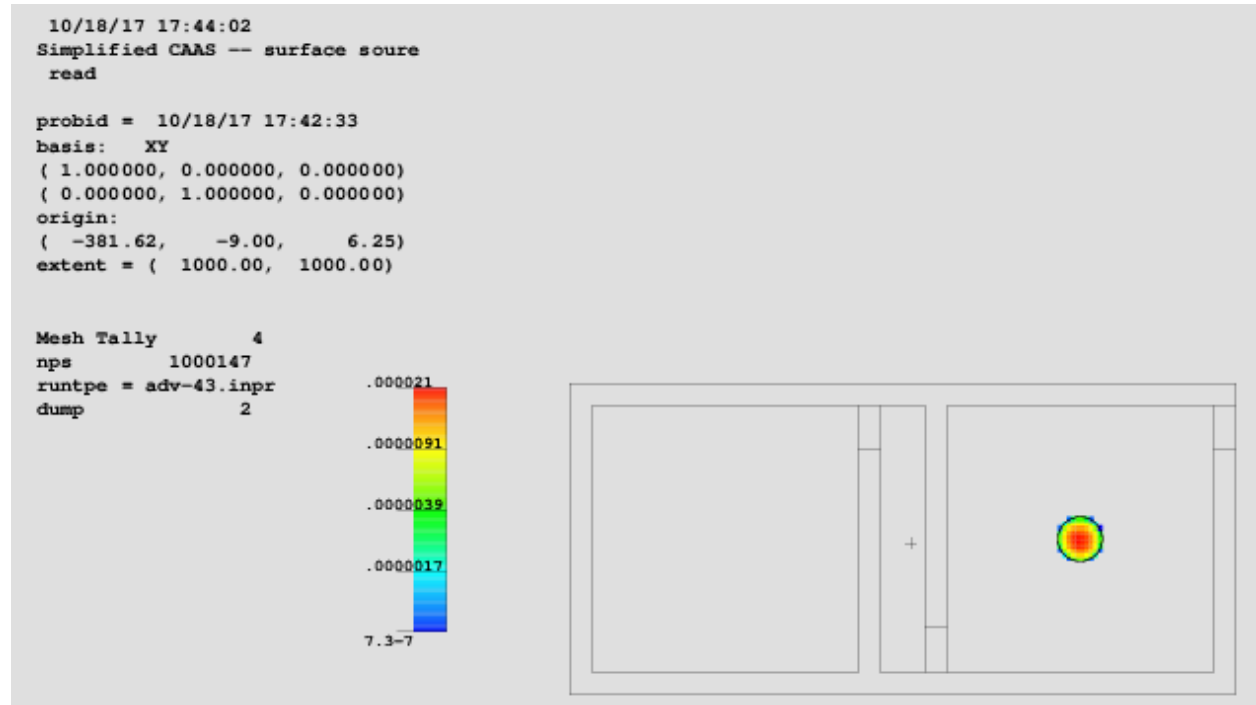 10/18/17 17:44:02
Simplified CAAS -- surface soure
read
probid = 10/18/17 17:42:33
basis: XY
( 1.000000, 0.000000, 0.000000)
( 0.000000, 1.000000, 0.000000)
origin:
( -381.62, -9.00, 6.25)
extent = ( 1000.00, 1000.00)
Mesh Tally 4
nps 1000147
runtpe = adv-43.inpr
dump 2
.000021
.0000091
.0000039
.0000017
7.3-7